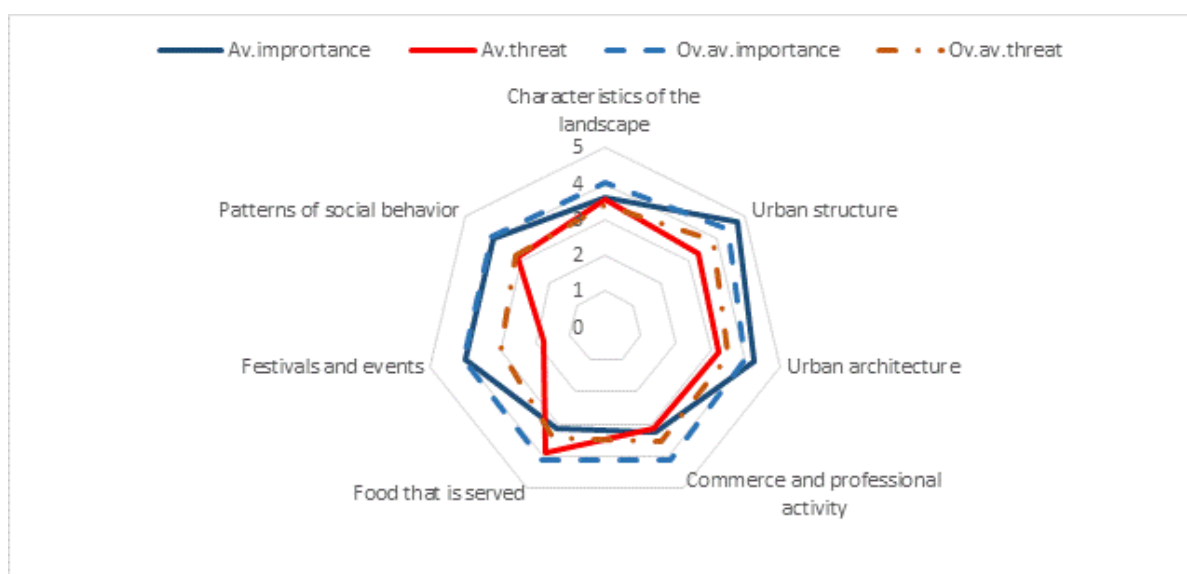 Av.imprortance Av.threat Ov.av.importance Ov.av.threat
Characteristics of the
landscape
5
4
3
2
1
0
Urban structure
Urban architecture
Commerce and professional
activity
Food that is served
Festivals and events
Patterns of social behavior